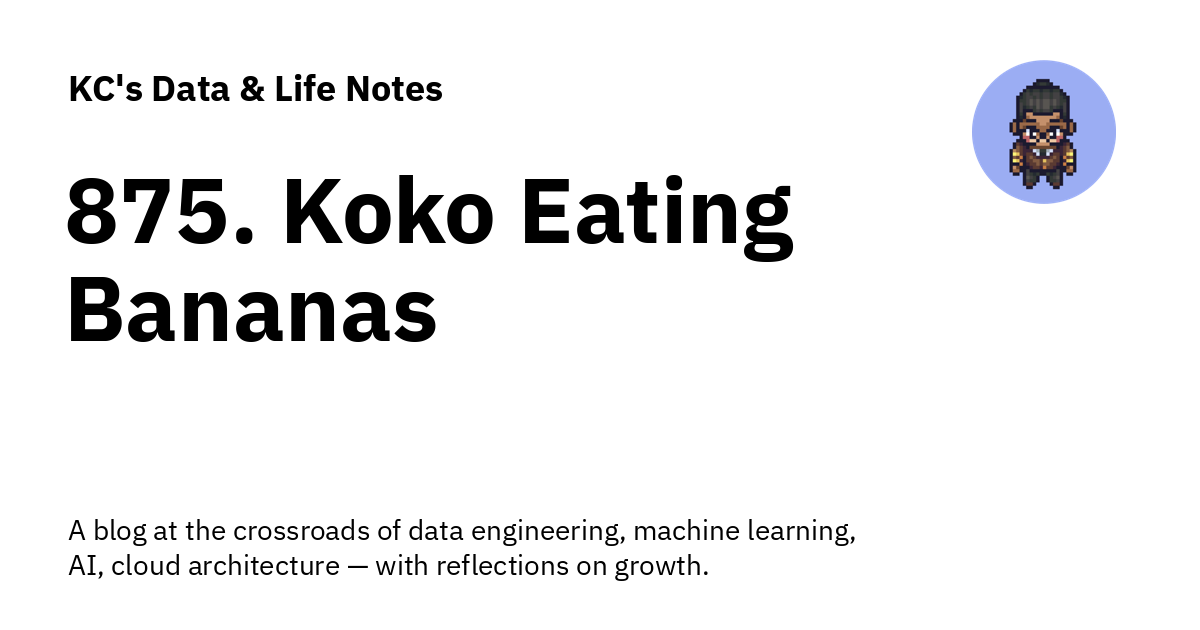 KC's Data & Life Notes
875. Koko Eating
Bananas
A blog at the crossroads of data engineering, machine learning,
AI, cloud architecture — with reflections on growth.